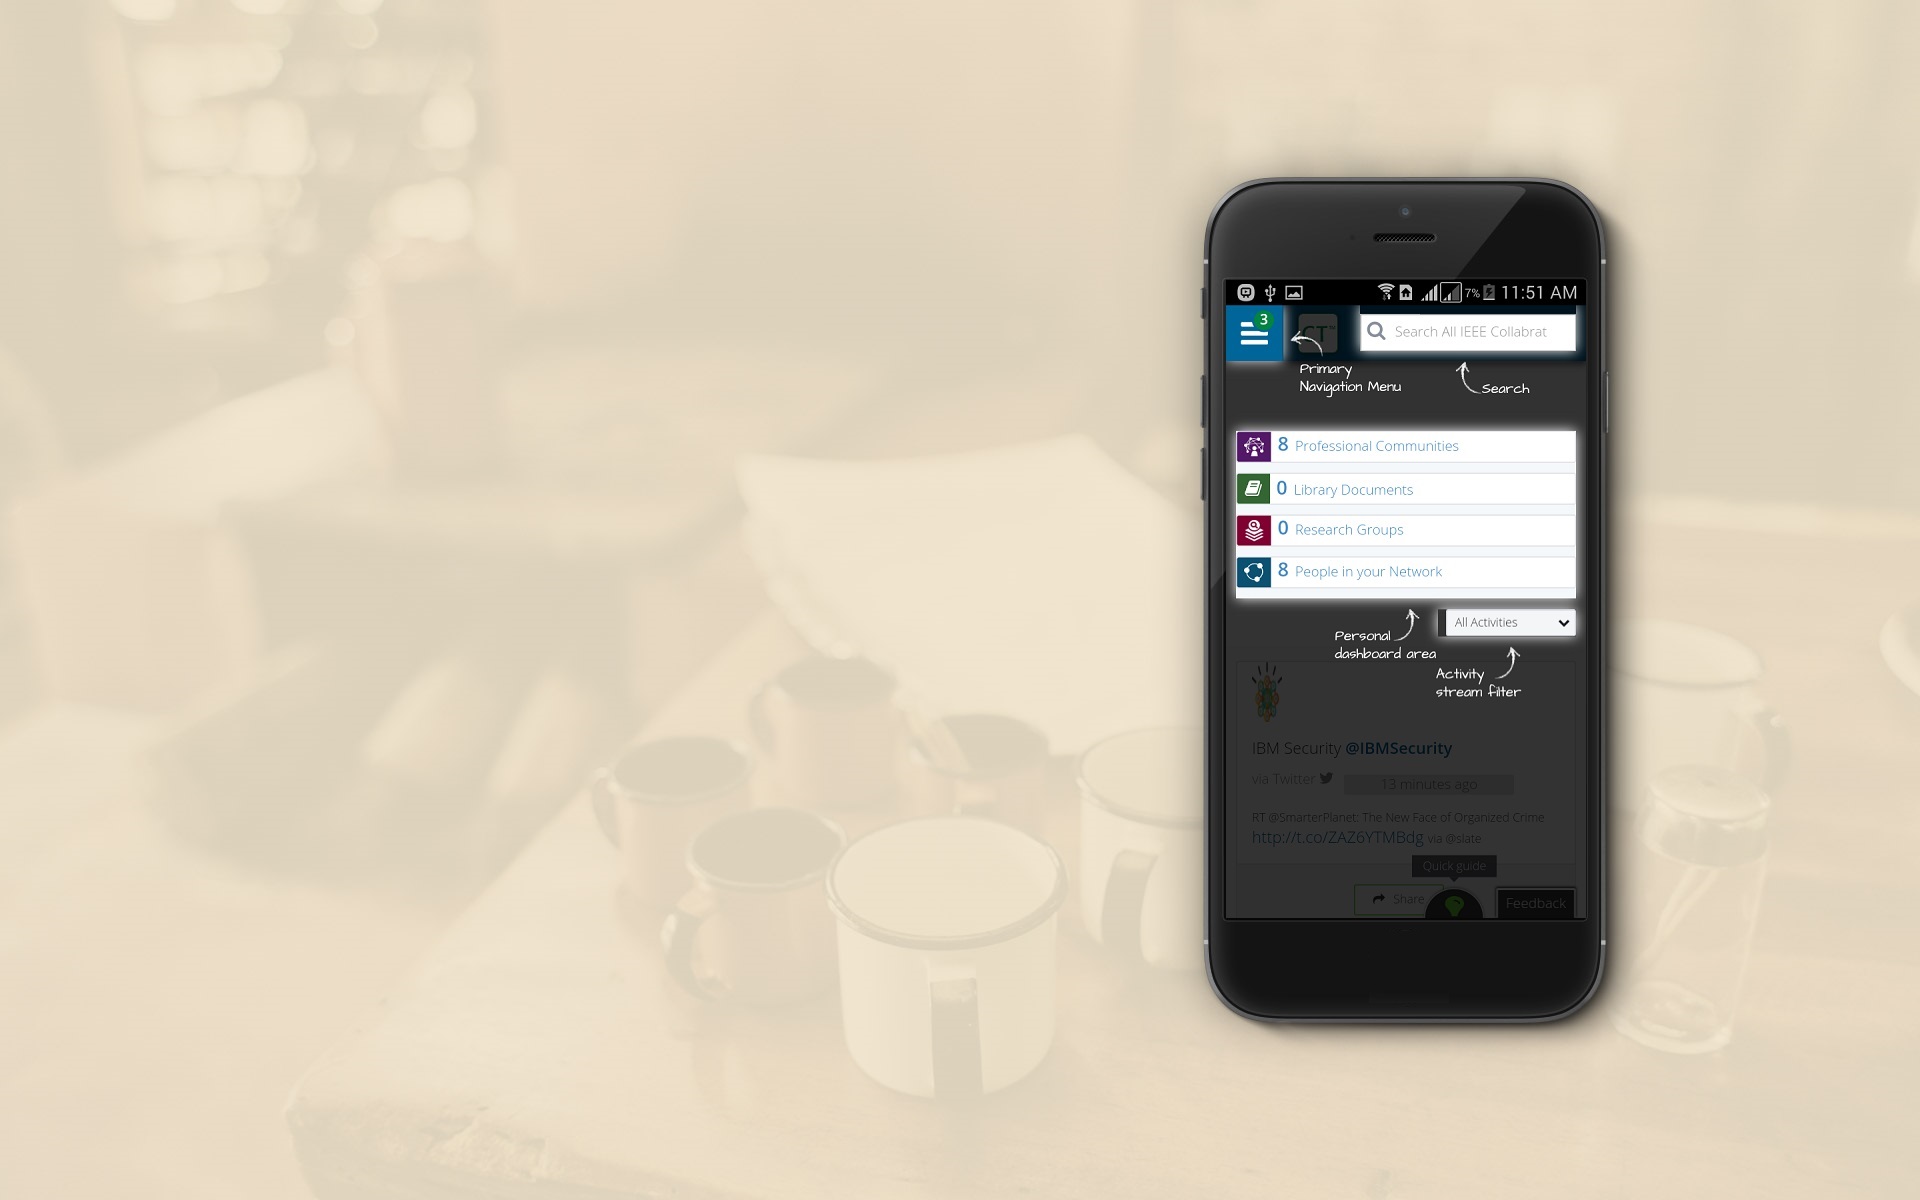 7% 11:51 AM
3
CT
Search All IEEE Collabrat
Primary
Navigation Menu
Search
8 Professional Communities
0 Library Documents
0 Research Groups
8 People in your Network
All Activities
Personal
dashboard area
Activity
stream filter
IBM Security @IBMSecurity
via Twitter
13 minutes ago
RT @SmarterPlanet: The New Face of Organized Crime
http://t.co/ZAZ6YTMBdg via @slate
Quick guide
Share
Feedback